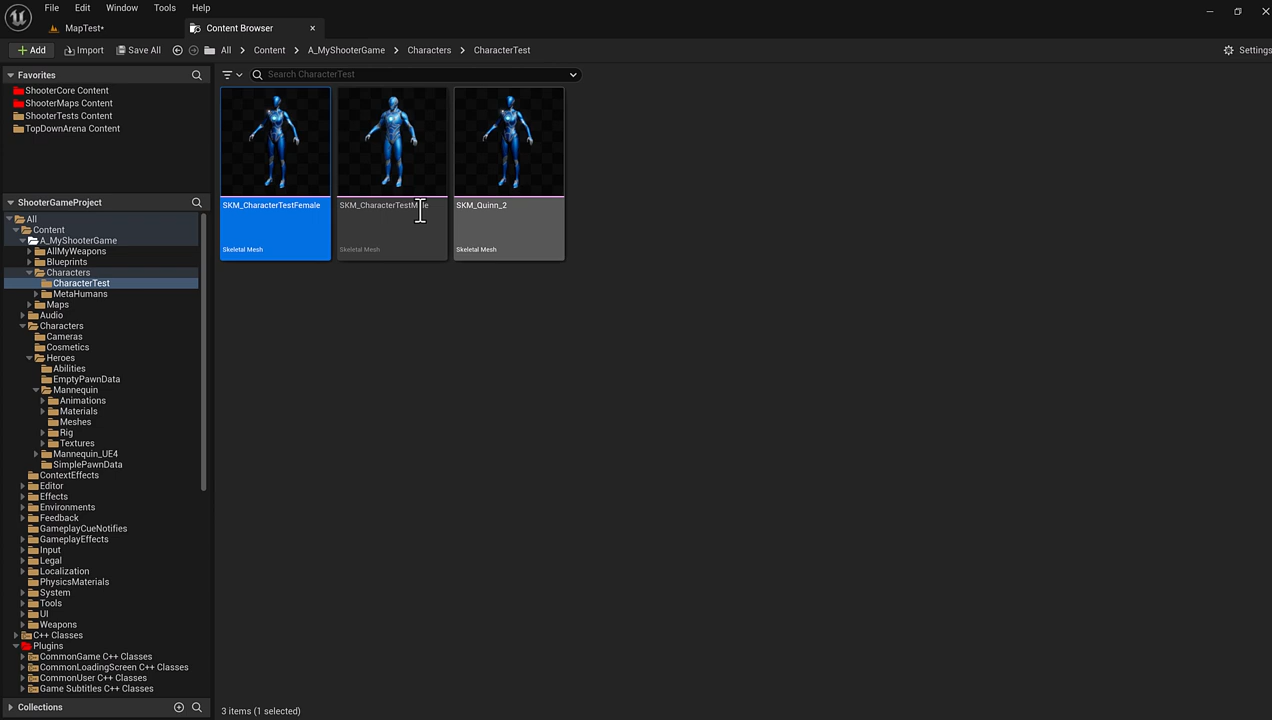 File Edit Window Tools Help
MapTest*
Content Browser
Add
Import
Save All
All
Content
A_MyShooterGame
Characters
CharacterTest
Settings
Favorites
ShooterCore Content
ShooterMaps Content
ShooterTests Content
TopDownArena Content
ShooterGameProject
All
Content
A_MyShooterGame
AllMyWeapons
Blueprints
Characters
CharacterTest
MetaHumans
Maps
Audio
Characters
Cameras
Cosmetics
Heroes
Abilities
EmptyPawnData
Mannequin
Animations
Materials
Meshes
Rig
Textures
Mannequin_UE4
SimplePawnData
ContextEffects
Editor
Effects
Environments
Feedback
GameplayCueNotifies
GameplayEffects
Input
Legal
Localization
PhysicsMaterials
System
Tools
UI
Weapons
C++ Classes
Plugins
CommonGame C++ Classes
CommonLoadingScreen C++ Classes
CommonUser C++ Classes
Game Subtitles C++ Classes
Collections
Search CharacterTest
SKM_CharacterTestFemale
Skeletal Mesh
SKM_CharacterTestMale
Skeletal Mesh
SKM_Quinn_2
Skeletal Mesh
3 items (1 selected)